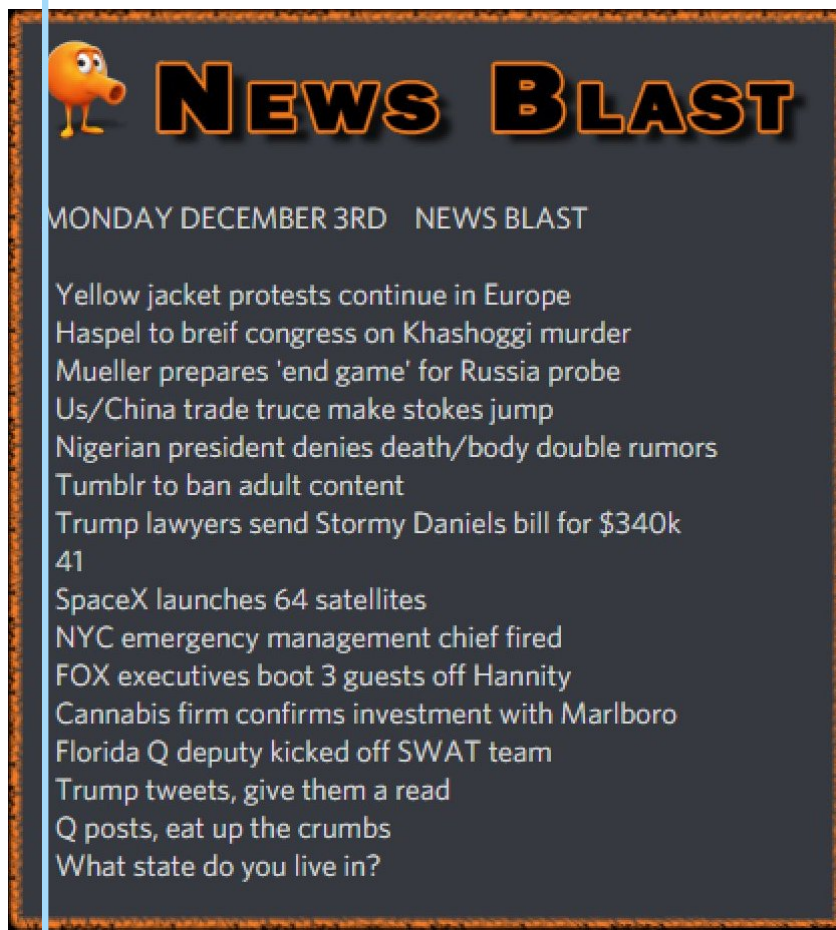 NEWS BLAST
MONDAY DECEMBER 3RD NEWS BLAST
Yellow jacket protests continue in Europe
Haspel to breif congress on Khashoggi murder
Mueller prepares 'end game' for Russia probe
Us/China trade truce make stokes jump
Nigerian president denies death/body double rumors
Tumblr to ban adult content
Trump lawyers send Stormy Daniels bill for $340k
41
SpaceX launches 64 satellites
NYC emergency management chief fired
FOX executives boot 3 guests off Hannity
Cannabis firm confirms investment with Marlboro
Florida Q deputy kicked off SWAT team
Trump tweets, give them a read
Q posts, eat up the crumbs
What state do you live in?